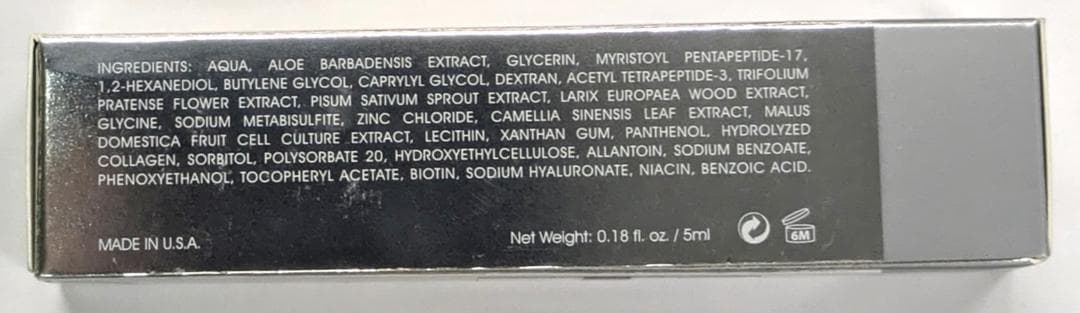 INGREDIENTS: AQUA, ALOE BARBADENSIS EXTRACT, GLYCERIN, MYRISTOYL PENTAPEPTIDE-17,
1,2-HEXANEDIOL, BUTYLENE GLYCOL, CAPRYLYL GLYCOL, DEXTRAN, ACETYL TETRAPEPTIDE-3, TRIFOLIUM
PRATENSE FLOWER EXTRACT, PISUM SATIVUM SPROUT EXTRACT, LARIX EUROPAEA WOOD EXTRACT,
GLYCINE, SODIUM METABISULFITE, ZINC CHLORIDE, CAMELLIA SINENSIS LEAF EXTRACT, MALUS
DOMESTICA FRUIT CELL CULTURE EXTRACT, LECITHIN, XANTHAN GUM, PANTHENOL, HYDROLYZED
COLLAGEN, SORBITOL, POLYSORBATE 20, HYDROXYETHYLCELLULOSE, ALLANTOIN, SODIUM BENZOATE,
PHENOXYETHANOL, TOCOPHERYL ACETATE, BIOTIN, SODIUM HYALURONATE, NIACIN, BENZOIC ACID.
MADE IN U.S.A.
Net Weight: 0.18 fl. oz. / 5ml
6M